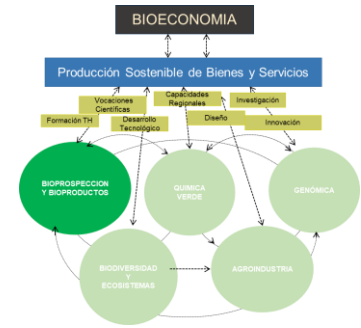 BIOECONOMIA
Producción Sostenible de Bienes y Servicios
Vocaciones
Científicas
Capacidades
Regionales
Investigación
Formación TH
Desarrollo
Tecnológico
Diseño
Innovación
BIOPROSPECCION
Y BIOPRODUCTOS
QUIMICA
VERDE
GENÓMICA
BIODIVERSIDAD
Y
ECOSISTEMAS
AGROINDUSTRIA